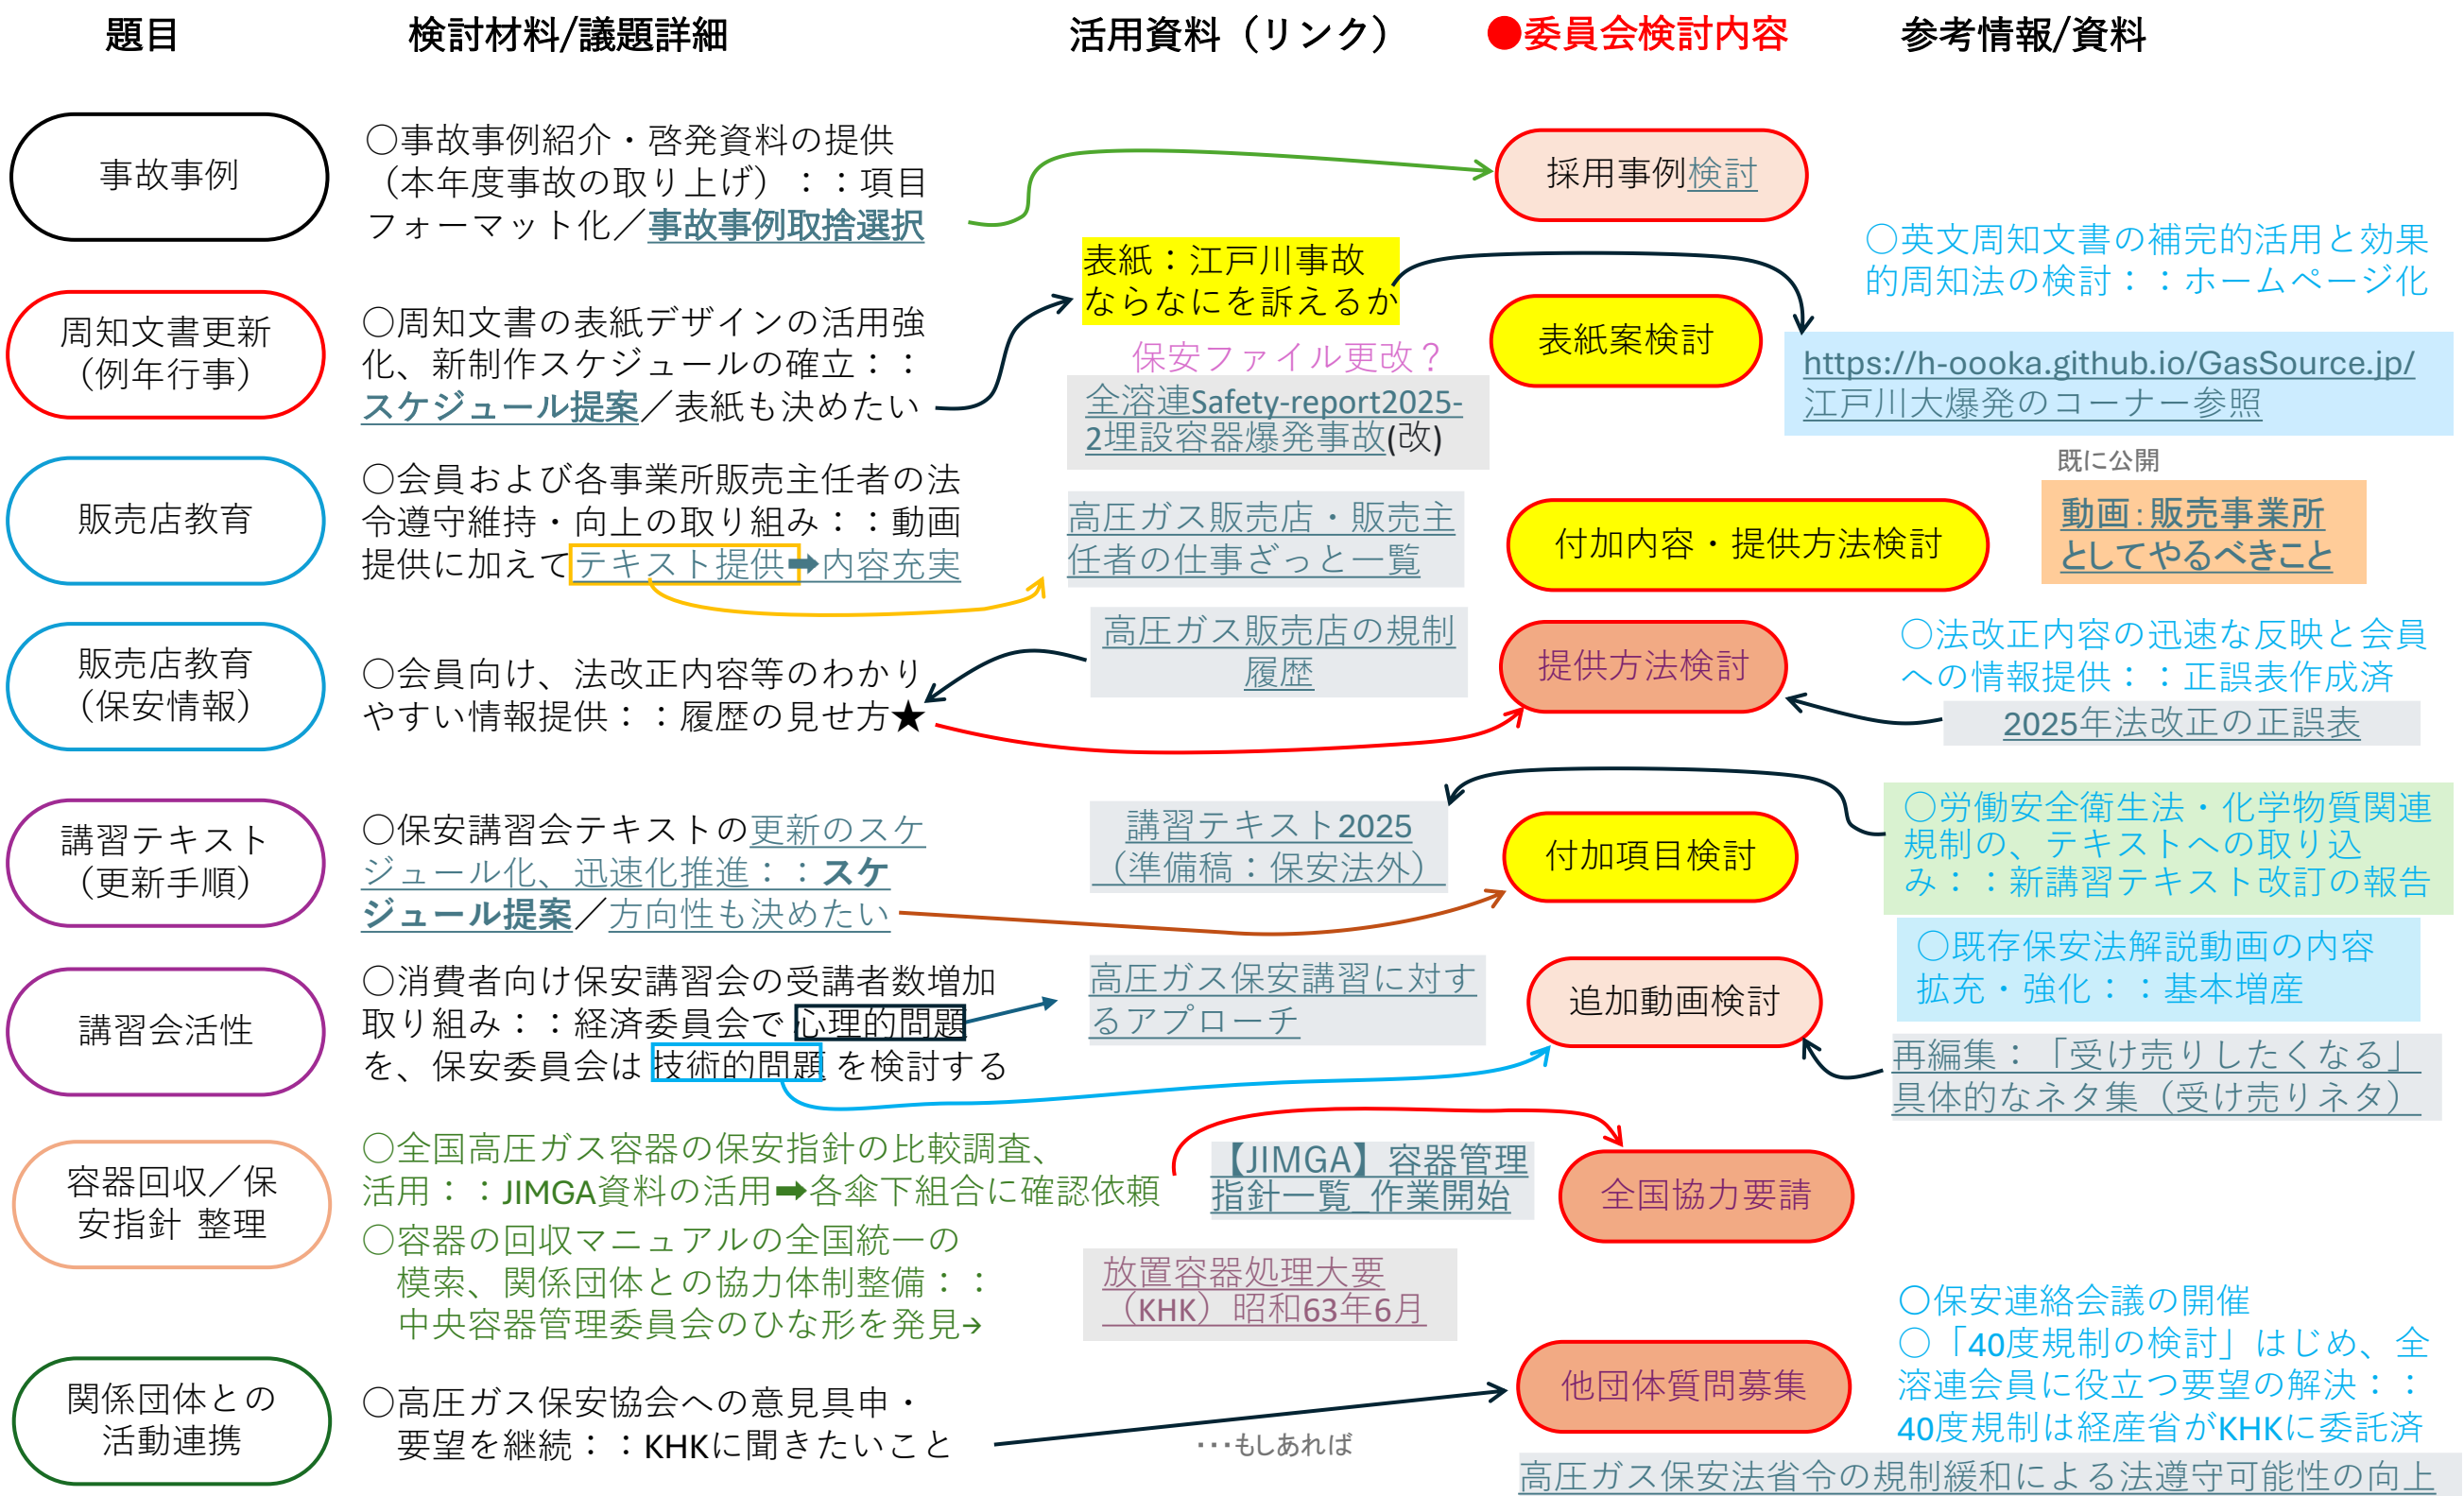 題目
検討材料/議題詳細
活用資料（リンク）
●委員会検討内容
参考情報/資料
事故事例
○事故事例紹介・啓発資料の提供
（本年度事故の取り上げ）：：項目
フォーマット化／事故事例取捨選択
採用事例検討
周知文書更新
（例年行事）
○周知文書の表紙デザインの活用強
化、新制作スケジュールの確立：：
スケジュール提案／表紙も決めたい
表紙：江戸川事故
ならなにを訴えるか
保安ファイル更改？
全溶連Safety-report2025-
2埋設容器爆発事故(改)
表紙案検討
○英文周知文書の補完的活用と効果
的周知法の検討：：ホームページ化
https://h-oooka.github.io/GasSource.jp/
江戸川大爆発のコーナー参照
販売店教育
○会員および各事業所販売主任者の法
令遵守維持・向上の取り組み：：動画
提供に加えてテキスト提供➡内容充実
高圧ガス販売店・販売主
任者の仕事ざっと一覧
付加内容・提供方法検討
既に公開
動画：販売事業所
としてやるべきこと
販売店教育
（保安情報）
○会員向け、法改正内容等のわかり
やすい情報提供：：履歴の見せ方★
高圧ガス販売店の規制
履歴
提供方法検討
○法改正内容の迅速な反映と会員
への情報提供：：正誤表作成済
2025年法改正の正誤表
講習テキスト
（更新手順）
○保安講習会テキストの更新のスケ
ジュール化、迅速化推進：：スケ
ジュール提案／方向性も決めたい
講習テキスト2025
（準備稿：保安法外）
付加項目検討
○労働安全衛生法・化学物質関連
規制の、テキストへの取り込
み：：新講習テキスト改訂の報告
講習会活性
○消費者向け保安講習会の受講者数増加
取り組み：：経済委員会で 心理的問題
を、保安委員会は 技術的問題 を検討する
高圧ガス保安講習に対す
るアプローチ
追加動画検討
○既存保安法解説動画の内容
拡充・強化：：基本増産
再編集：「受け売りしたくなる」
具体的なネタ集（受け売りネタ）
容器回収／保
安指針 整理
○全国高圧ガス容器の保安指針の比較調査、
活用：：JIMGA資料の活用➡各傘下組合に確認依頼
○容器の回収マニュアルの全国統一の
模索、関係団体との協力体制整備：：
中央容器管理委員会のひな形を発見→
【JIMGA】容器管理
指針一覧_作業開始
放置容器処理大要
（KHK）昭和63年6月
全国協力要請
関係団体との
活動連携
○高圧ガス保安協会への意見具申・
要望を継続：：KHKに聞きたいこと
・・・もしあれば
他団体質問募集
○保安連絡会議の開催
○「40度規制の検討」はじめ、全
溶連会員に役立つ要望の解決：：
40度規制は経産省がKHKに委託済
高圧ガス保安法省令の規制緩和による法遵守可能性の向上